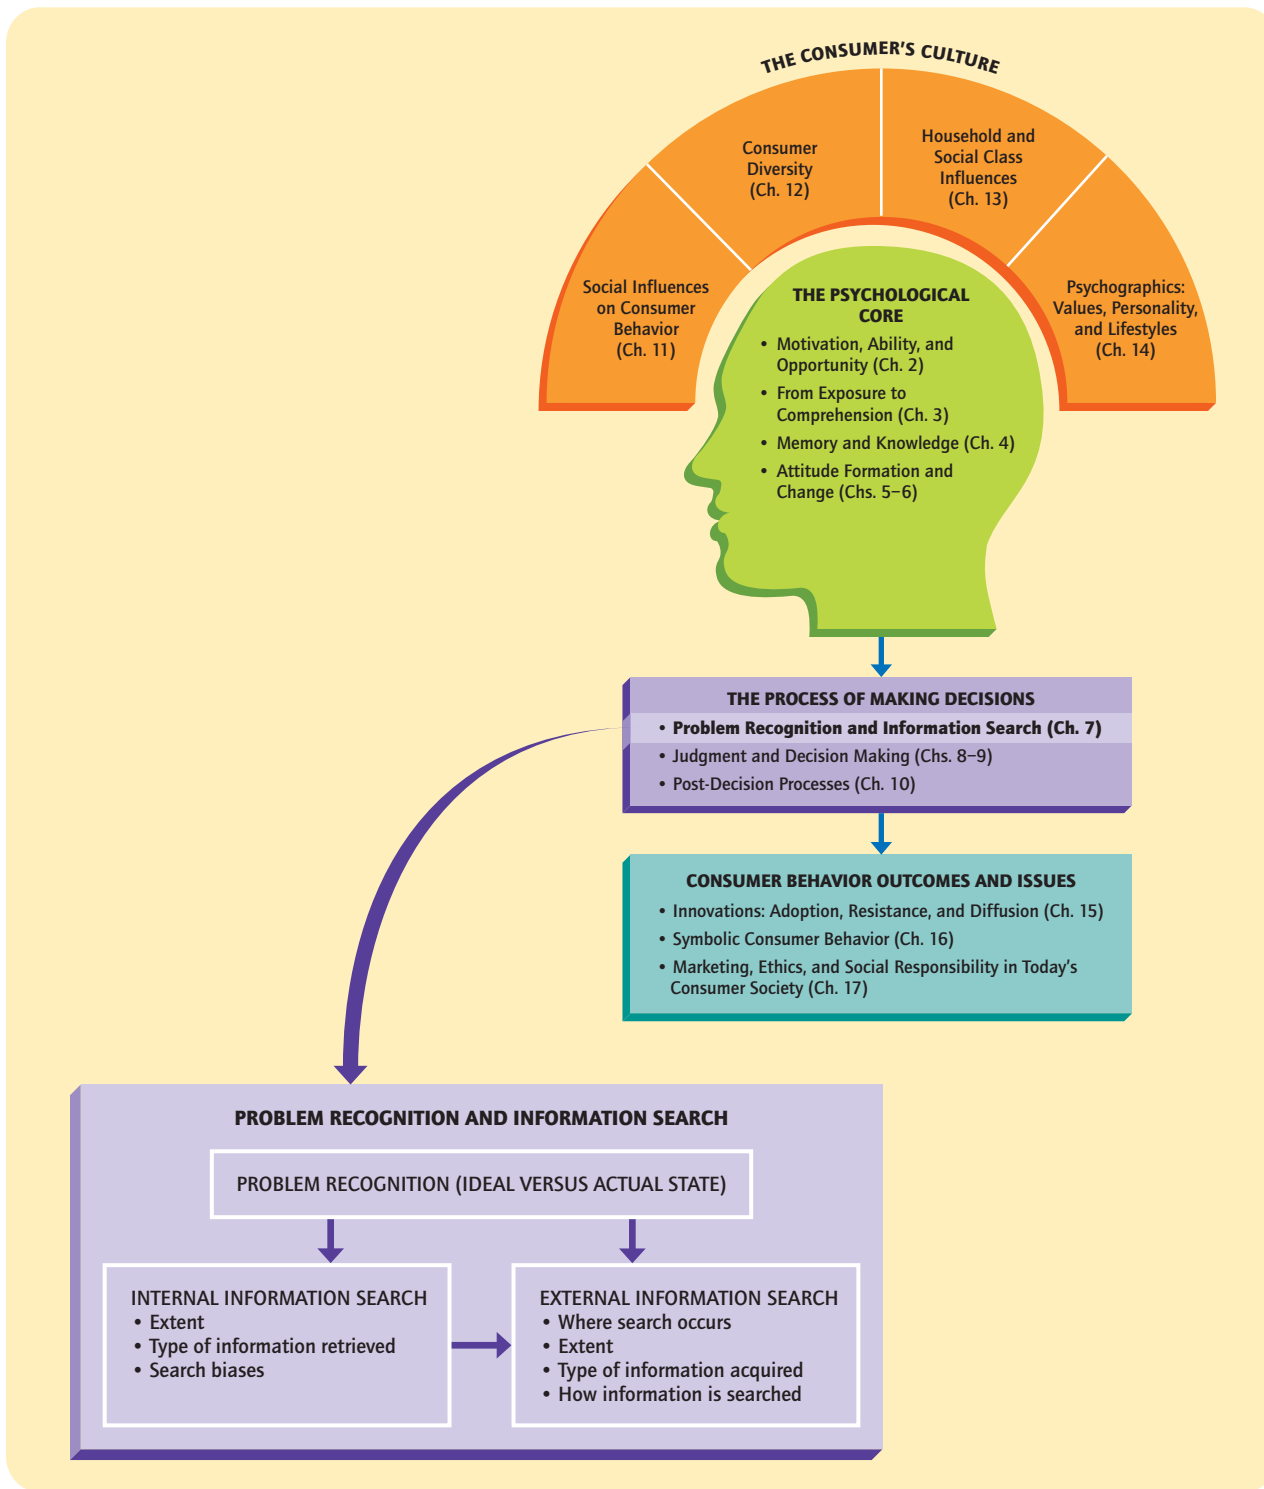 THE CONSUMER'S CULTURE
Social Influences
on Consumer
Behavior
(Ch. 11)
Consumer
Diversity
(Ch. 12)
Household and
Social Class
Influences
(Ch. 13)
Psychographics:
Values, Personality,
and Lifestyles
(Ch. 14)
THE PSYCHOLOGICAL
CORE
• Motivation, Ability, and
Opportunity (Ch. 2)
• From Exposure to
Comprehension (Ch. 3)
• Memory and Knowledge (Ch. 4)
• Attitude Formation and
Change (Chs. 5–6)
THE PROCESS OF MAKING DECISIONS
• Problem Recognition and Information Search (Ch. 7)
• Judgment and Decision Making (Chs. 8–9)
• Post-Decision Processes (Ch. 10)
CONSUMER BEHAVIOR OUTCOMES AND ISSUES
• Innovations: Adoption, Resistance, and Diffusion (Ch. 15)
• Symbolic Consumer Behavior (Ch. 16)
• Marketing, Ethics, and Social Responsibility in Today's
Consumer Society (Ch. 17)
PROBLEM RECOGNITION AND INFORMATION SEARCH
PROBLEM RECOGNITION (IDEAL VERSUS ACTUAL STATE)
INTERNAL INFORMATION SEARCH
• Extent
• Type of information retrieved
• Search biases
EXTERNAL INFORMATION SEARCH
• Where search occurs
• Extent
• Type of information acquired
• How information is searched